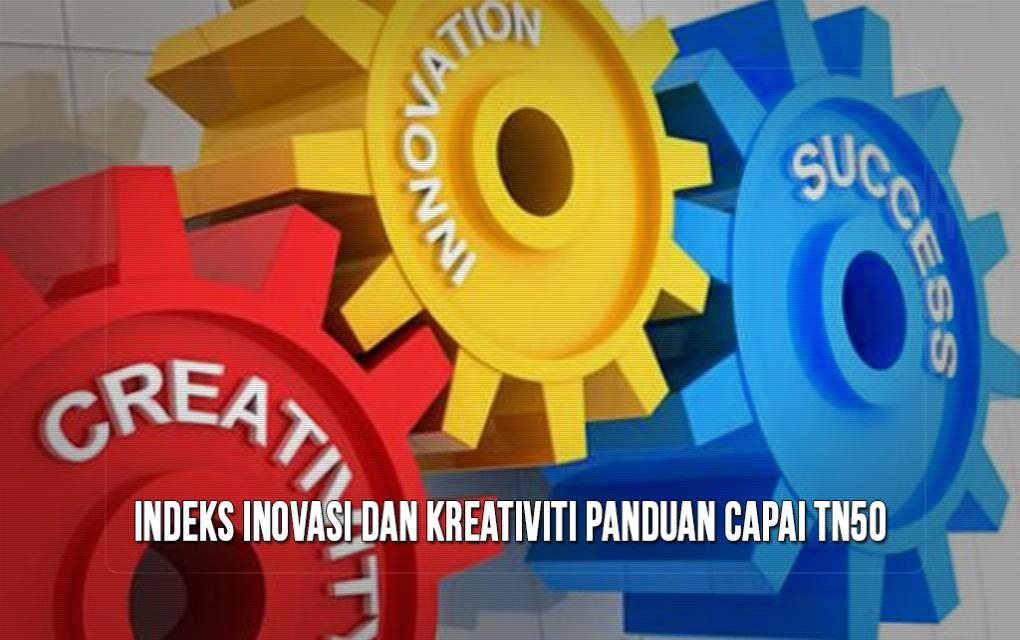 INNOVATION
SUCCESS
CREATIVITY
INDEKS INOVASI DAN KREATIVITI PANDUAN CAPAI TN50